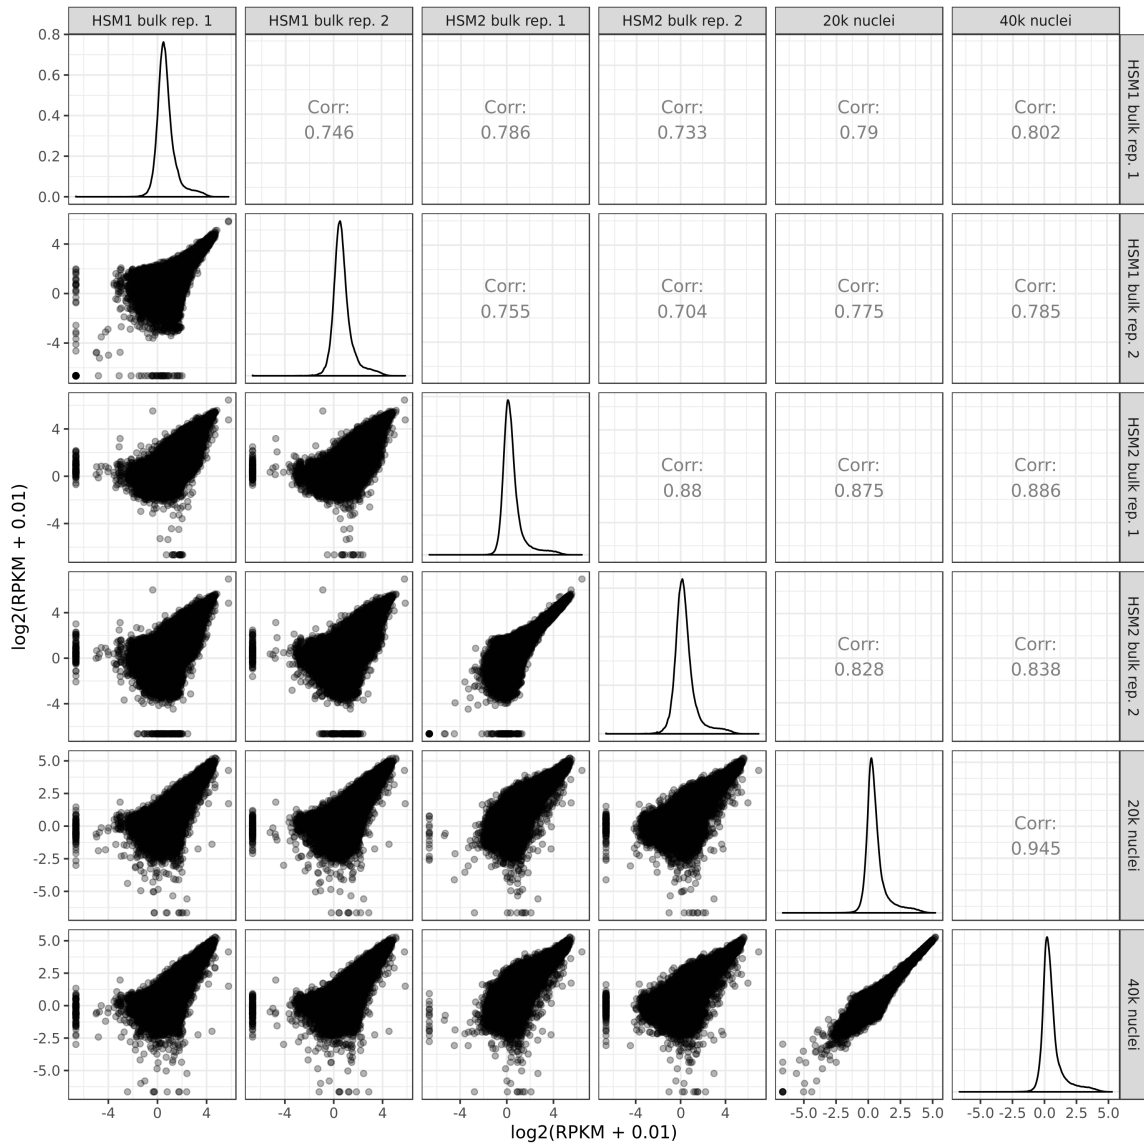 HSM1 bulk rep. 1 HSM1 bulk rep. 2 HSM2 bulk rep. 1 HSM2 bulk rep. 2 20k nuclei 40k nuclei
0.8
0.6
0.4
0.2
0.0
Corr: Corr: Corr: Corr: Corr:
0.746 0.786 0.733 0.79 0.802
HSM1 bulk rep. 1
4
0
-4
Corr: Corr: Corr: Corr:
0.755 0.704 0.775 0.785
HSM1 bulk rep. 2
4
0
-4
Corr: Corr: Corr:
0.88 0.875 0.886
HSM2 bulk rep. 1
log2(RPKM + 0.01)
4
0
-4
Corr: Corr:
0.828 0.838
HSM2 bulk rep. 2
5.0
2.5
0.0
-2.5
-5.0
Corr:
0.945
20k nuclei
5.0
2.5
0.0
-2.5
-5.0
40k nuclei
-4 0 4 -4 0 4 -4 0 4 -4 0 4 -5.0 -2.5 0.0 2.5 5.0 -5.0 -2.5 0.0 2.5 5.0
log2(RPKM + 0.01)